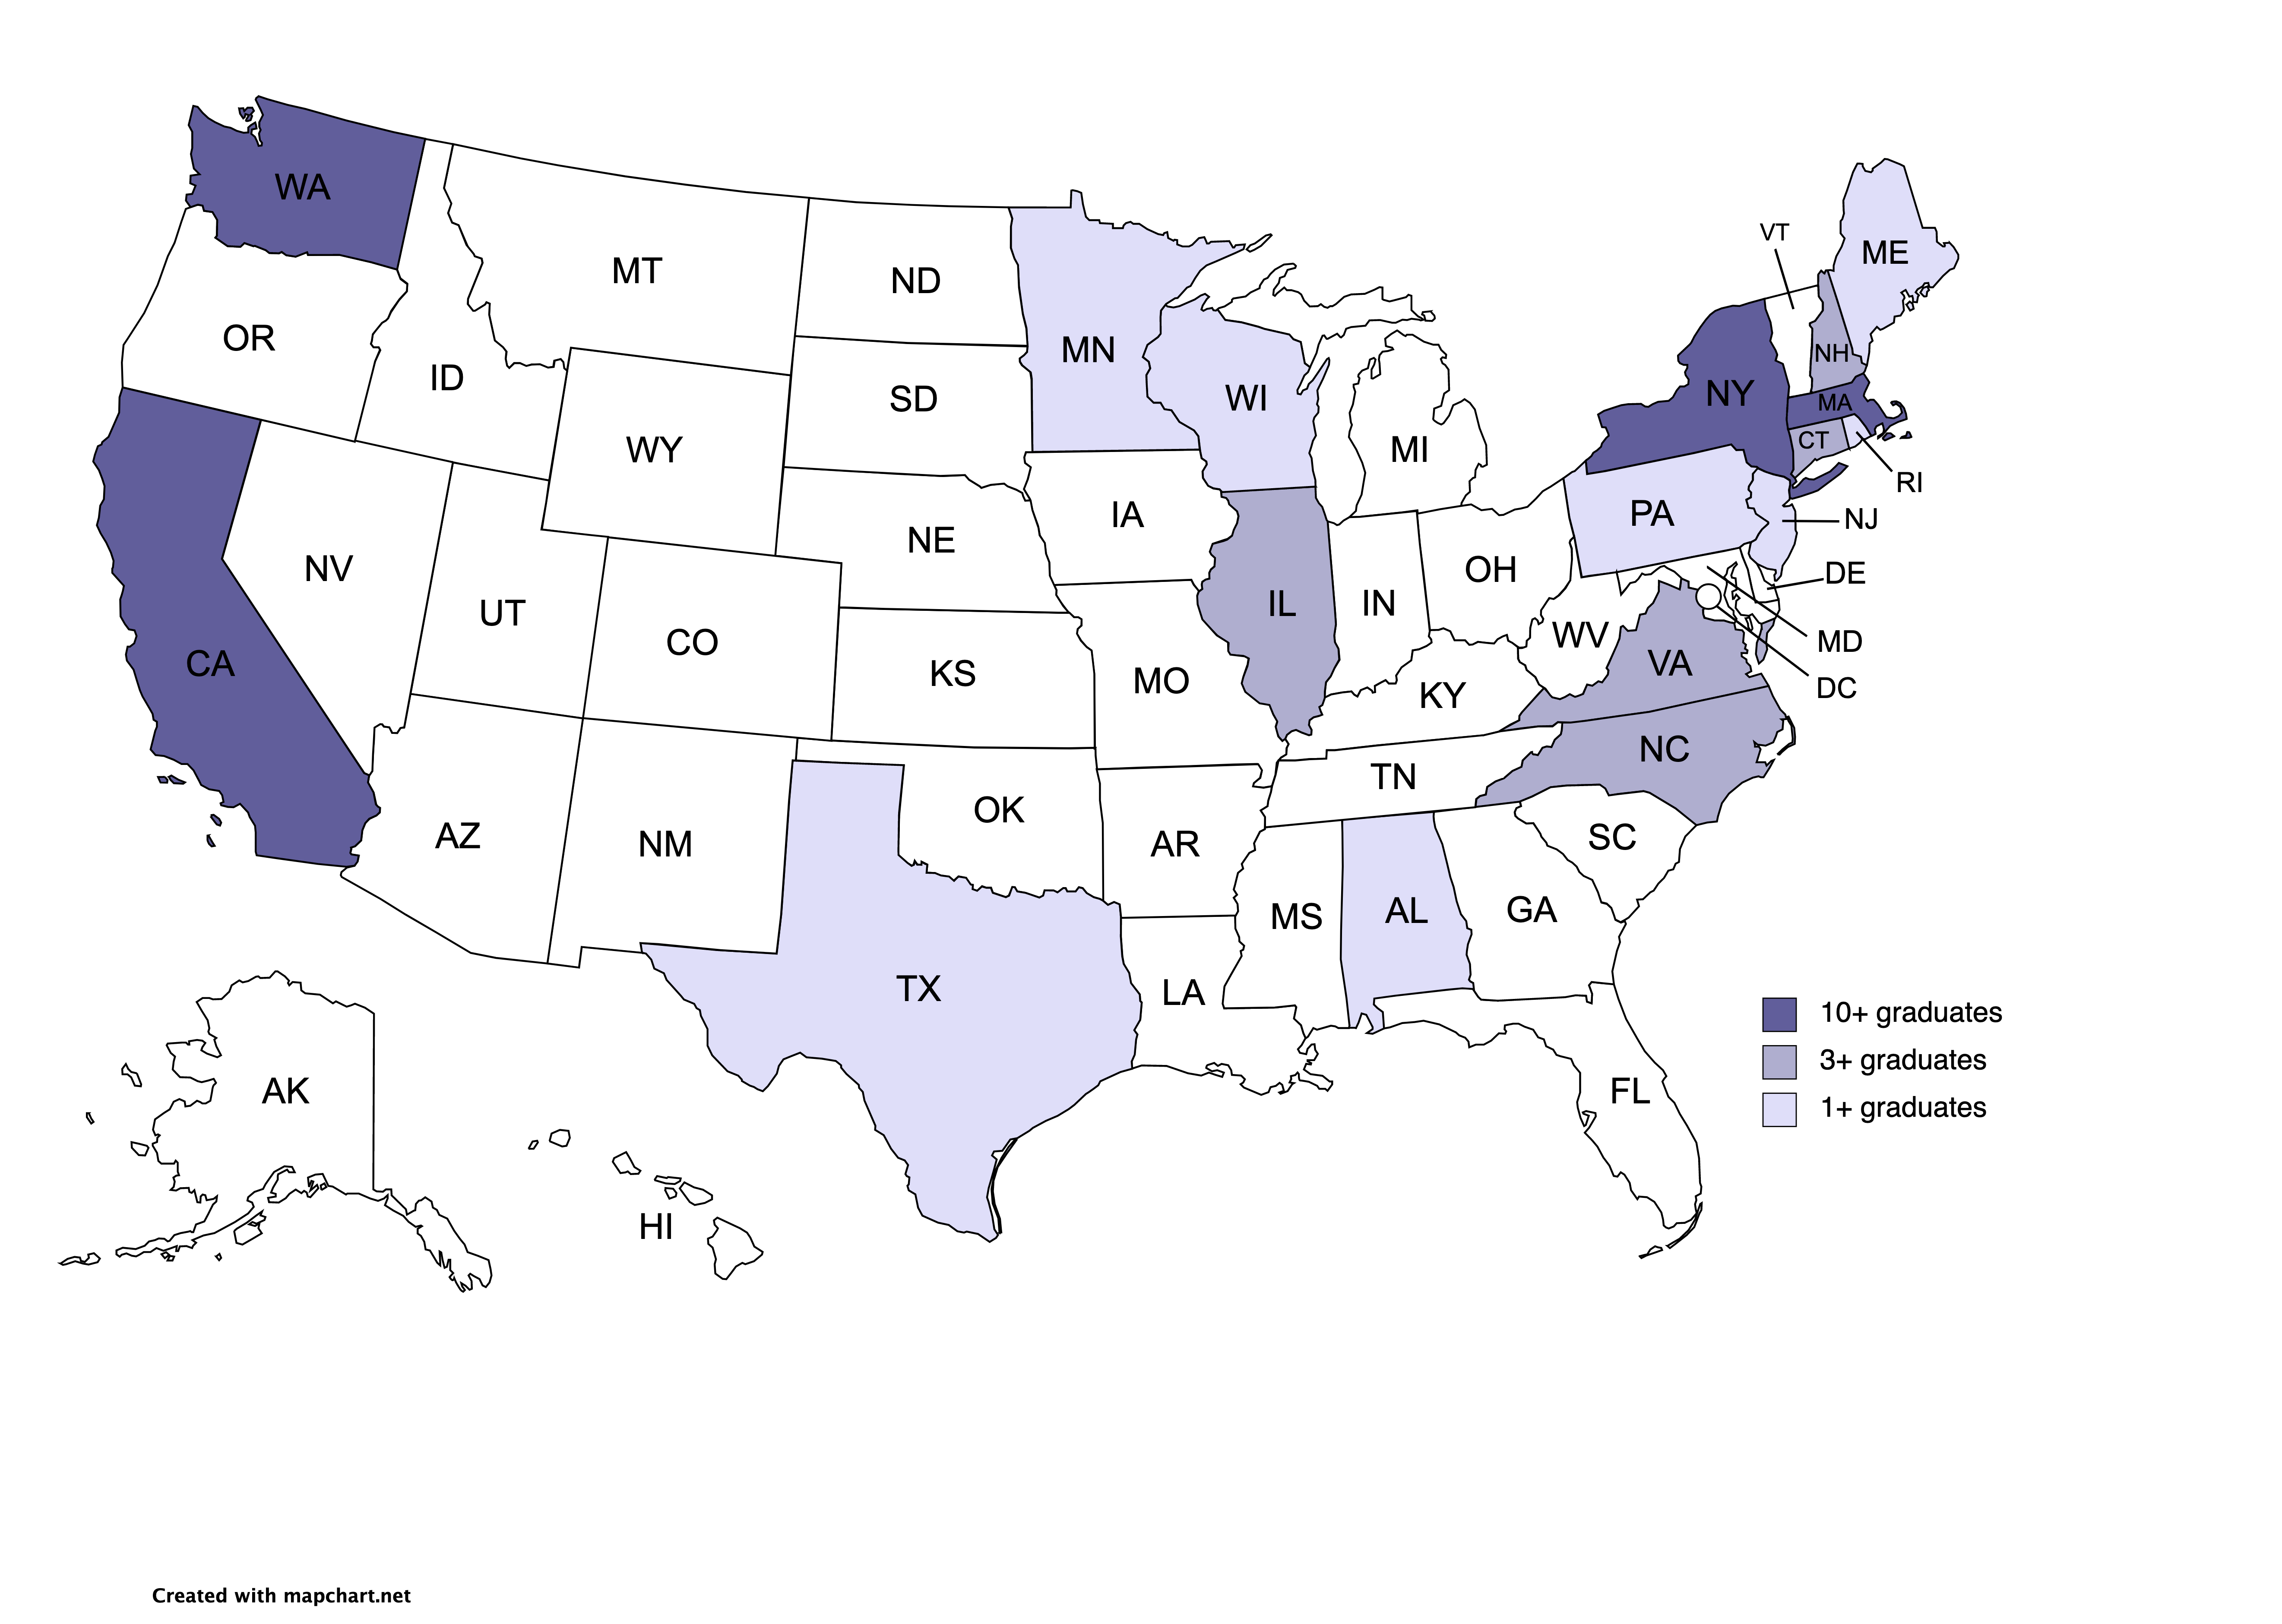 WA
MT
ND
MN
VT
ME
OR
ID
SD
WI
NH
NY
MA
MI
CT
WY
RI
IA
PA
NJ
NE
NV
OH
DE
UT
IL
IN
CO
WV
MD
CA
KS
MO
VA
KY
DC
NC
TN
OK
AZ
NM
AR
SC
MS
AL
GA
TX
LA
10+ graduates
3+ graduates
AK
FL
1+ graduates
HI
Created with mapchart.net